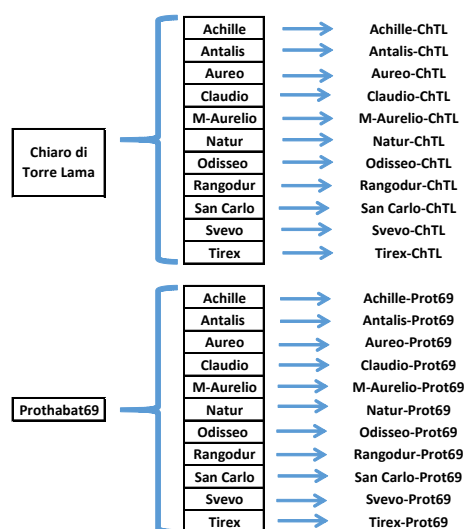 Achille Achille-ChTL
Antalis Antalis-ChTL
Aureo Aureo-ChTL
Claudio Claudio-ChTL
M-Aurelio M-Aurelio-ChTL
Chiaro di
Torre Lama
Natur Natur-ChTL
Odisseo Odisseo-ChTL
Rangodur Rangodur-ChTL
San Carlo San Carlo-ChTL
Svevo Svevo-ChTL
Tirex Tirex-ChTL
Achille Achille-Prot69
Antalis Antalis-Prot69
Aureo Aureo-Prot69
Claudio Claudio-Prot69
M-Aurelio M-Aurelio-Prot69
Prothabat69
Natur Natur-Prot69
Odisseo Odisseo-Prot69
Rangodur Rangodur-Prot69
San Carlo San Carlo-Prot69
Svevo Svevo-Prot69
Tirex Tirex-Prot69